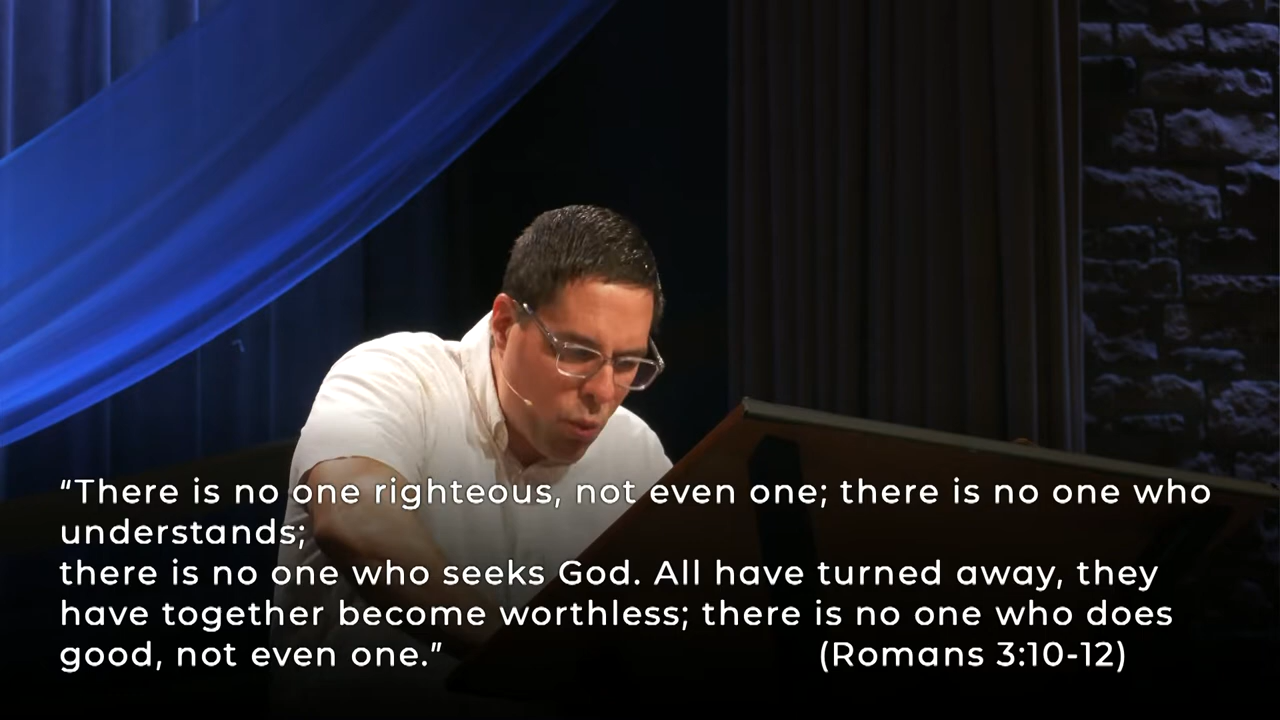 “There is no one righteous, not even one; there is no one who
understands;
there is no one who seeks God. All have turned away, they
have together become worthless; there is no one who does
good, not even one.” (Romans 3:10-12)